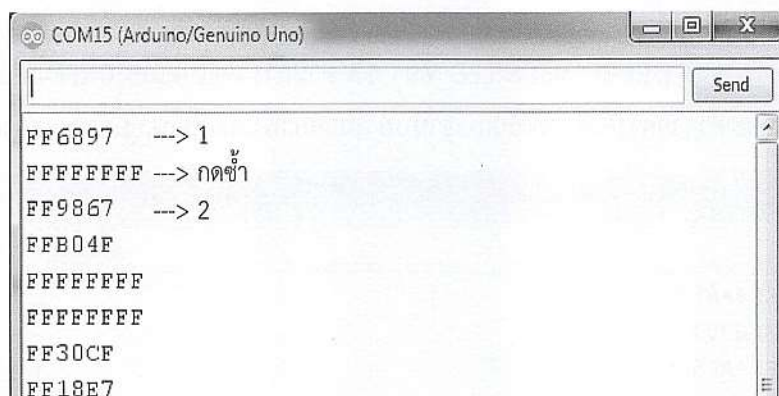 COM15 (Arduino/Genuino Uno)
Send
FF6897 ---> 1
FFFFFFFF ---> กดซ้ำ
FF9867 ---> 2
FFB04F
FFFFFFFF
FFFFFFFF
FF30CF
FF18E7